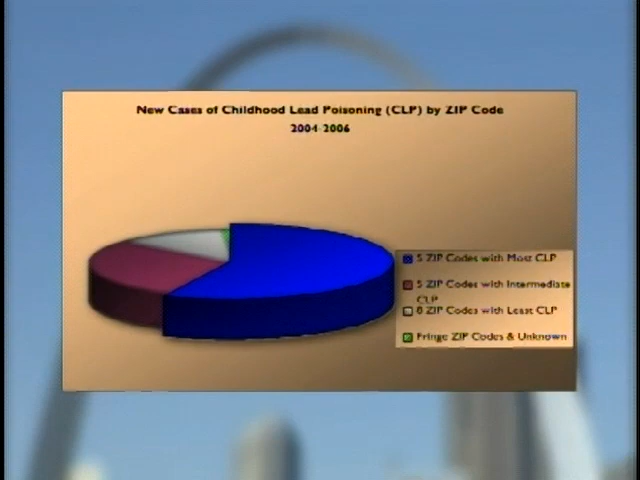 New Cases of Childhood Lead Poisoning (CLP) by ZIP Code
2004-2006
5 ZIP Codes with Most CLP
5 ZIP Codes with Intermediate
CLP
8 ZIP Codes with Least CLP
Fringe ZIP Codes & Unknown